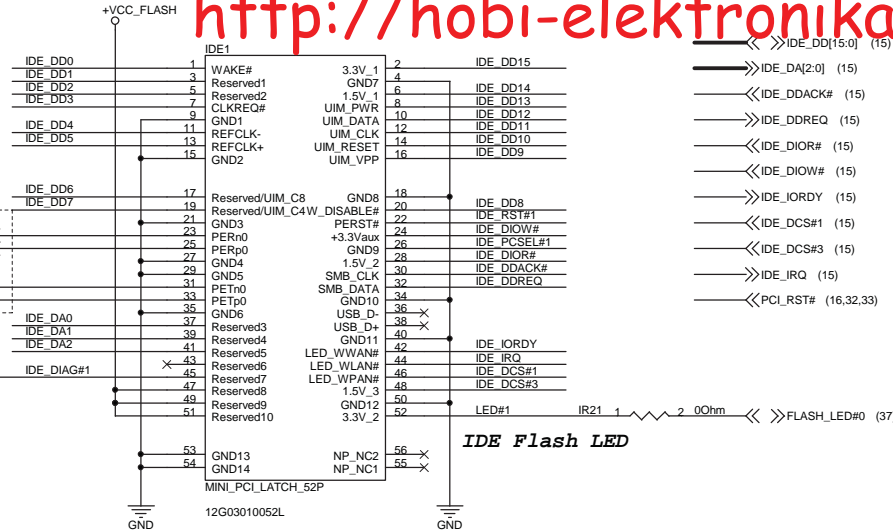 http://hobi-elektronika
+VCC_FLASH
IDE1
IDE_DD0 1 WAKE# 3.3V_1 2 IDE_DD15
IDE_DD1 3 Reserved1 GND7 4
IDE_DD2 5 Reserved2 1.5V_1 6 IDE_DD14
IDE_DD3 7 CLKREQ# UIM_PWR 8 IDE_DD13
9 GND1 UIM_DATA 10 IDE_DD12
IDE_DD4 11 REFCLK- UIM_CLK 12 IDE_DD11
IDE_DD5 13 REFCLK+ UIM_RESET 14 IDE_DD10
15 GND2 UIM_VPP 16 IDE_DD9
IDE_DD6 17 Reserved/UIM_C8 GND8 18
IDE_DD7 19 Reserved/UIM_C4 W_DISABLE# 20 IDE_DD8
21 GND3 PERST# 22 IDE_RST#1
23 PERn0 +3.3Vaux 24 IDE_DIOW#
25 PERp0 GND9 26 IDE_PCSEL#1
27 GND4 1.5V_2 28 IDE_DIOR#
29 GND5 SMB_CLK 30 IDE_DDACK#
31 PETn0 SMB_DATA 32 IDE_DDREQ
33 PETp0 GND10 34
35 GND6 USB_D- 36
IDE_DA0 37 Reserved3 USB_D+ 38
IDE_DA1 39 Reserved4 GND11 40
IDE_DA2 41 Reserved5 LED_WWAN# 42 IDE_IORDY
43 Reserved6 LED_WLAN# 44 IDE_IRQ
IDE_DIAG#1 45 Reserved7 LED_WPAN# 46 IDE_DCS#1
47 Reserved8 1.5V_3 48 IDE_DCS#3
49 Reserved9 GND12 50
51 Reserved10 3.3V_2 52 LED#1 IR21 1 2 0Ohm FLASH_LED#0 (37
53 GND13 NP_NC2 56
54 GND14 NP_NC1 55
MINI_PCI_LATCH_52P
12G03010052L
GND
GND
IDE Flash LED
IDE_DD[15:0] (15)
IDE_DA[2:0] (15)
IDE_DDACK# (15)
IDE_DDREQ (15)
IDE_DIOR# (15)
IDE_DIOW# (15)
IDE_IORDY (15)
IDE_DCS#1 (15)
IDE_DCS#3 (15)
IDE_IRQ (15)
PCI_RST# (16,32,33)